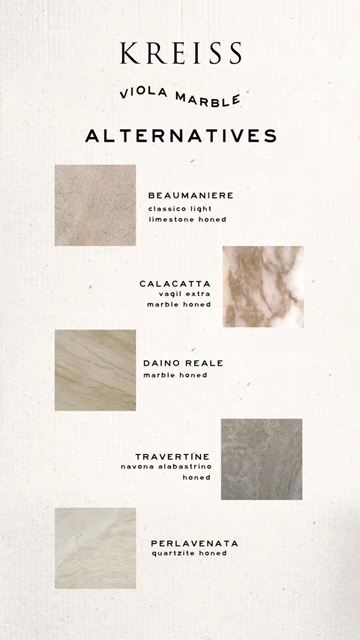 KREISS
VIOLA MARBLE
ALTERNATIVES
BEAUMANIERE
classico light
limestone honed
CALACATTA
vagil extra
marble honed
DAINO REALE
marble honed
TRAVERTINE
navona alabastrino
honed
PERLAVENATA
quartzite honed